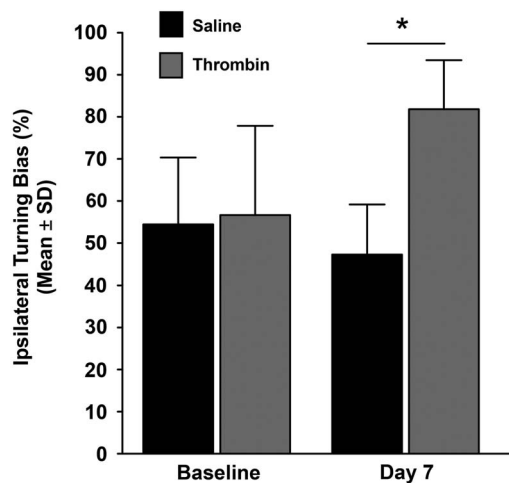 Saline
Thrombin
*
Ipsilateral Turning Bias (%)
(Mean ± SD)
100
90
80
70
60
50
40
30
20
10
0
Baseline
Day 7